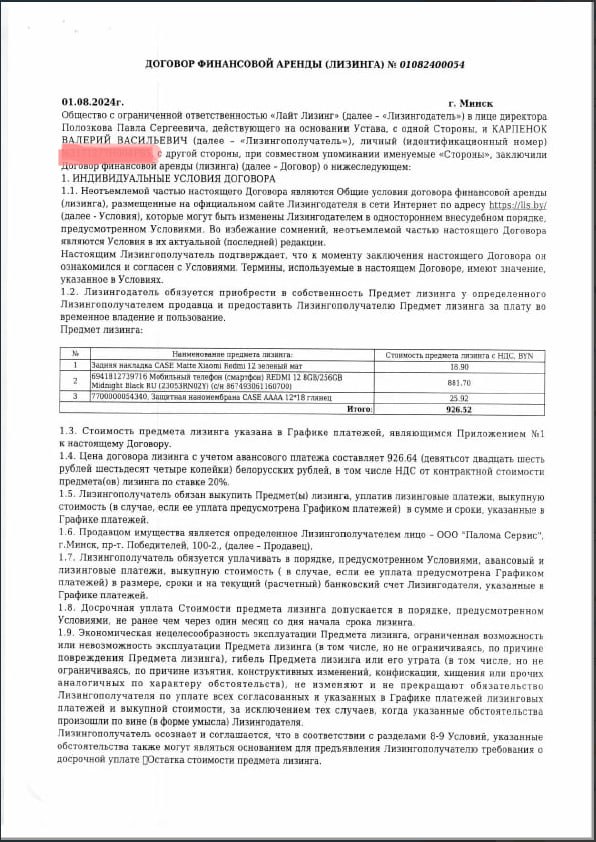 ДОГОВОР ФИНАНСОВОЙ АРЕНДЫ (ЛИЗИНГА) № 01082400054
01.08.2024г. г. Минск
Общество с ограниченной ответственностью «Лайт Лизинг» (далее – «Лизингодатель») в лице директора
Полозкова Павла Сергеевича, действующего на основании Устава, с одной Стороны, и КАРПЕНОК
ВАЛЕРИЙ ВАСИЛЬЕВИЧ (далее – «Лизингополучатель»), личный (идентификационный номер)
с другой стороны, при совместном упоминании именуемые «Стороны», заключили
Договор финансовой аренды (лизинга) (далее – Договор) о нижеследующем:
1. ИНДИВИДУАЛЬНЫЕ УСЛОВИЯ ДОГОВОРА
1.1. Неотъемлемой частью настоящего Договора являются Общие условия договора финансовой аренды
(лизинга), размещенные на официальном сайте Лизингодателя в сети Интернет по адресу https://lis.by/
(далее - Условия), которые могут быть изменены Лизингодателем в одностороннем внесудебном порядке,
предусмотренном Условиями. Во избежание сомнений, неотъемлемой частью настоящего Договора
являются Условия в их актуальной (последней) редакции.
Настоящим Лизингополучатель подтверждает, что к моменту заключения настоящего Договора он
ознакомился и согласен с Условиями. Термины, используемые в настоящем Договоре, имеют значение,
указанное в Условиях.
1.2. Лизингодатель обязуется приобрести в собственность Предмет лизинга у определенного
Лизингополучателем продавца и предоставить Лизингополучателю Предмет лизинга за плату во
временное владение и пользование.
Предмет лизинга:
№ Наименование предмета лизинга: Стоимость предмета лизинга с НДС, BYN
1 Задняя накладка CASE Matte Xiaomi Redmi 12 зеленый мат 18.90
2 6941812739716 Мобильный телефон (смартфон) REDMI 12 8GB/256GB
Midnight Black RU (23053RN02Y) (с/н 867493061160700) 881.70
3 7700000054340, Защитная наномембрана CASE AAAA 12*18 глянец 25.92
Итого: 926.52
1.3. Стоимость предмета лизинга указана в Графике платежей, являющимся Приложением №1
к настоящему Договору.
1.4. Цена договора лизинга с учетом авансового платежа составляет 926.64 (девятьсот двадцать шесть
рублей шестьдесят четыре копейки) белорусских рублей, в том числе НДС от контрактной стоимости
предмета(ов) лизинга по ставке 20%.
1.5. Лизингополучатель обязан выкупить Предмет(ы) лизинга, уплатив лизинговые платежи, выкупную
стоимость (в случае, если ее уплата предусмотрена Графиком платежей) в сумме и сроки, указанные в
Графике платежей.
1.6. Продавцом имущества является определенное Лизингополучателем лицо – ООО "Палома Сервис",
г.Минск, пр-т. Победителей, 100-2., (далее – Продавец).
1.7. Лизингополучатель обязуется уплачивать в порядке, предусмотренном Условиями, авансовый и
лизинговые платежи, выкупную стоимость ( в случае, если ее уплата предусмотрена Графиком
платежей) в размере, сроки и на текущий (расчетный) банковский счет Лизингодателя, указанные в
Графике платежей.
1.8. Досрочная уплата Стоимости предмета лизинга допускается в порядке, предусмотренном
Условиями, не ранее чем через один месяц со дня начала срока лизинга.
1.9. Экономическая нецелесообразность эксплуатации Предмета лизинга, ограниченная возможность
или невозможность эксплуатации Предмета лизинга (в том числе, но не ограничиваясь, по причине
повреждения Предмета лизинга), гибель Предмета лизинга или его утрата (в том числе, но не
ограничиваясь, по причине изъятия, конструктивных изменений, конфискации, хищения или прочих
аналогичных по характеру обстоятельств), не изменяют и не прекращают обязательство
Лизингополучателя по уплате всех согласованных и указанных в Графике платежей лизинговых
платежей и выкупной стоимости, за исключением тех случаев, когда указанные обстоятельства
произошли по вине (в форме умысла) Лизингодателя.
Лизингополучатель осознает и соглашается, что в соответствии с разделами 8-9 Условий, указанные
обстоятельства также могут являться основанием для предъявления Лизингополучателю требования о
досрочной уплате Остатка стоимости предмета лизинга.